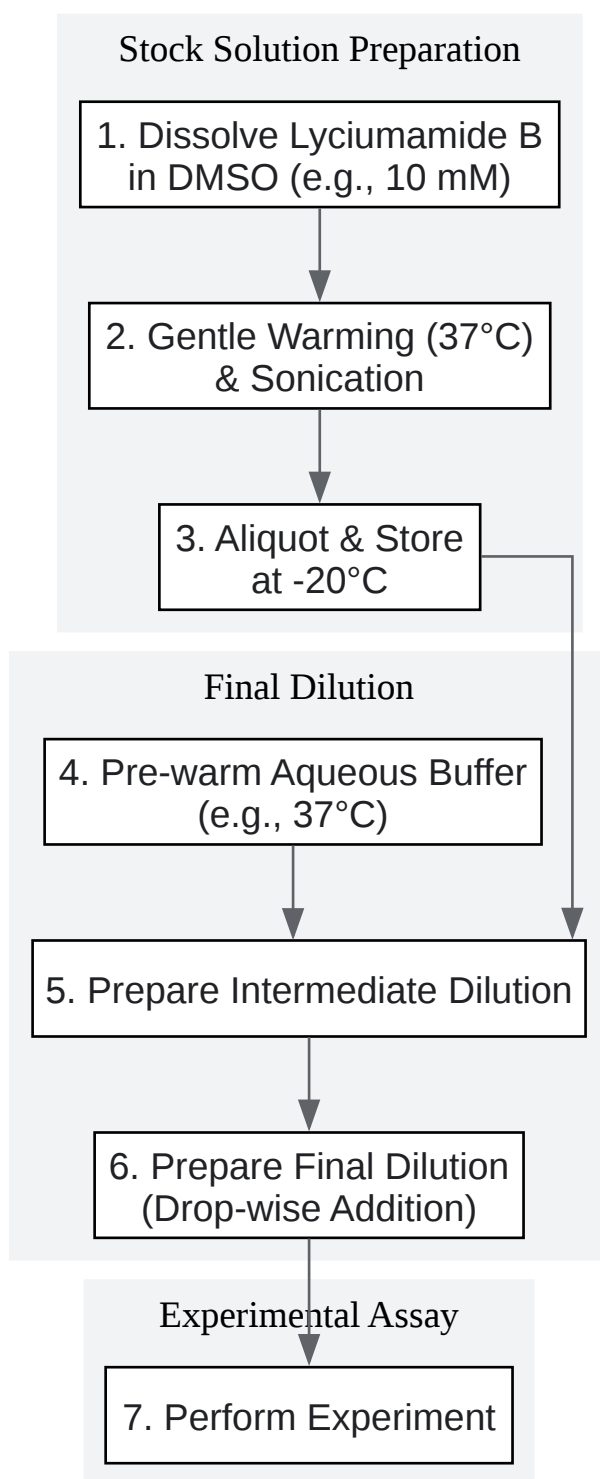 Stock Solution Preparation
1. Dissolve Lyciumamide B
in DMSO (e.g., 10 mM)
2. Gentle Warming (37°C)
& Sonication
3. Aliquot & Store
at -20°C
Final Dilution
4. Pre-warm Aqueous Buffer
(e.g., 37°C)
5. Prepare Intermediate Dilution
6. Prepare Final Dilution
(Drop-wise Addition)
Experimental Assay
7. Perform Experiment